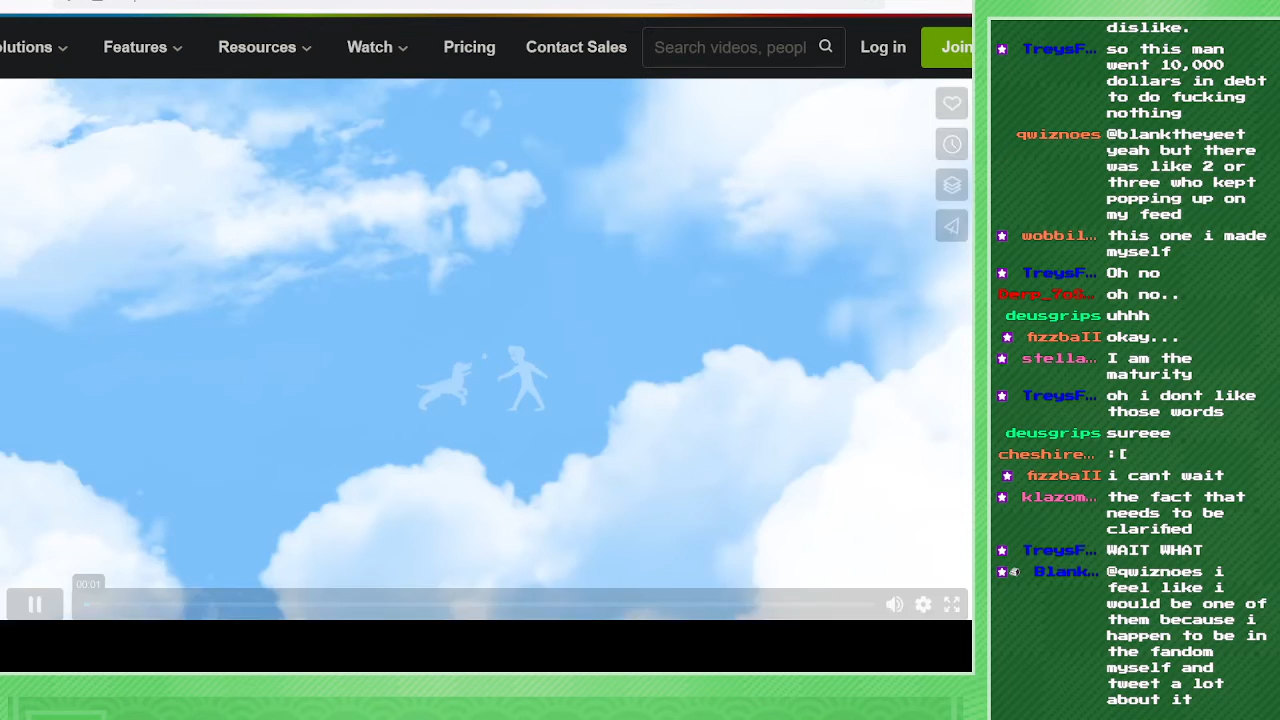 olutions Features Resources Watch Pricing Contact Sales Search videos, peopl Log in Join
00:01
dislike.
TreysF… so this man
went 10,000
dollars in debt
to do fucking
nothing
qwiznoes @blanktheyeet
yeah but there
was like 2 or
three who kept
popping up on
my feed
wobbil… this one i made
myself
TreysF… Oh no
Derp_7o8… oh no..
deusgrips uhhh
fizzbaII okay...
stella… I am the
maturity
TreysF… oh i dont like
those words
deusgrips sureee
cheshire… :[
fizzbaII i cant wait
klazom… the fact that
needs to be
clarified
TreysF… WAIT WHAT
Blank… @qwiznoes i
feel like i
would be one of
them because i
happen to be in
the fandom
myself and
tweet a lot
about it